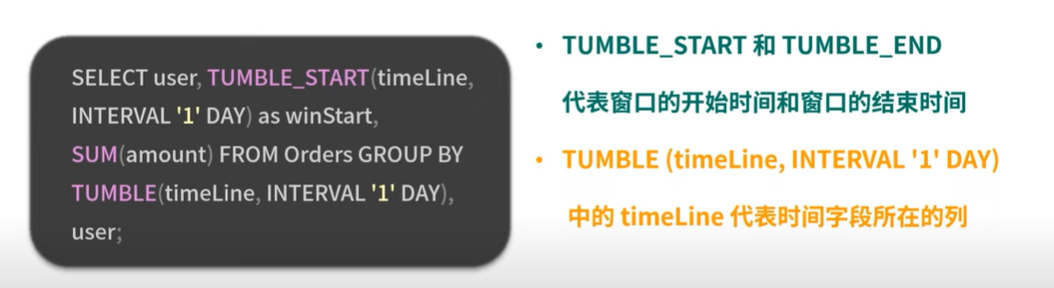 SELECT user, TUMBLE_START(timeLine,
INTERVAL '1' DAY) as winStart,
SUM(amount) FROM Orders GROUP BY
TUMBLE(timeLine, INTERVAL '1' DAY),
user;
• TUMBLE_START 和 TUMBLE_END
代表窗口的开始时间和窗口的结束时间
• TUMBLE (timeLine, INTERVAL '1' DAY)
中的 timeLine 代表时间字段所在的列